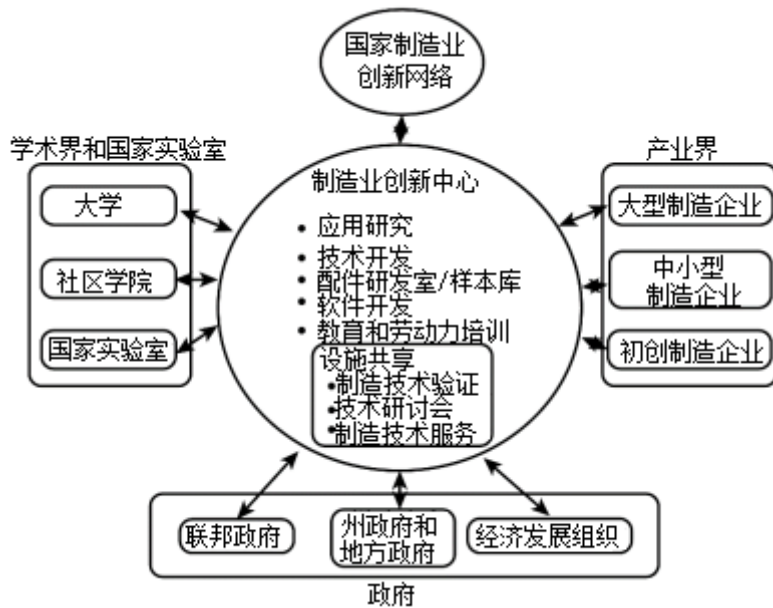 国家制造业
创新网络
学术界和国家实验室
大学
社区学院
国家实验室
制造业创新中心
• 应用研究
• 技术开发
• 配件研发室/样本库
• 软件开发
• 教育和劳动力培训
设施共享
•制造技术验证
•技术研讨会
•制造技术服务
产业界
大型制造企业
中小型
制造企业
初创制造企业
联邦政府
州政府和
地方政府
经济发展组织
政府